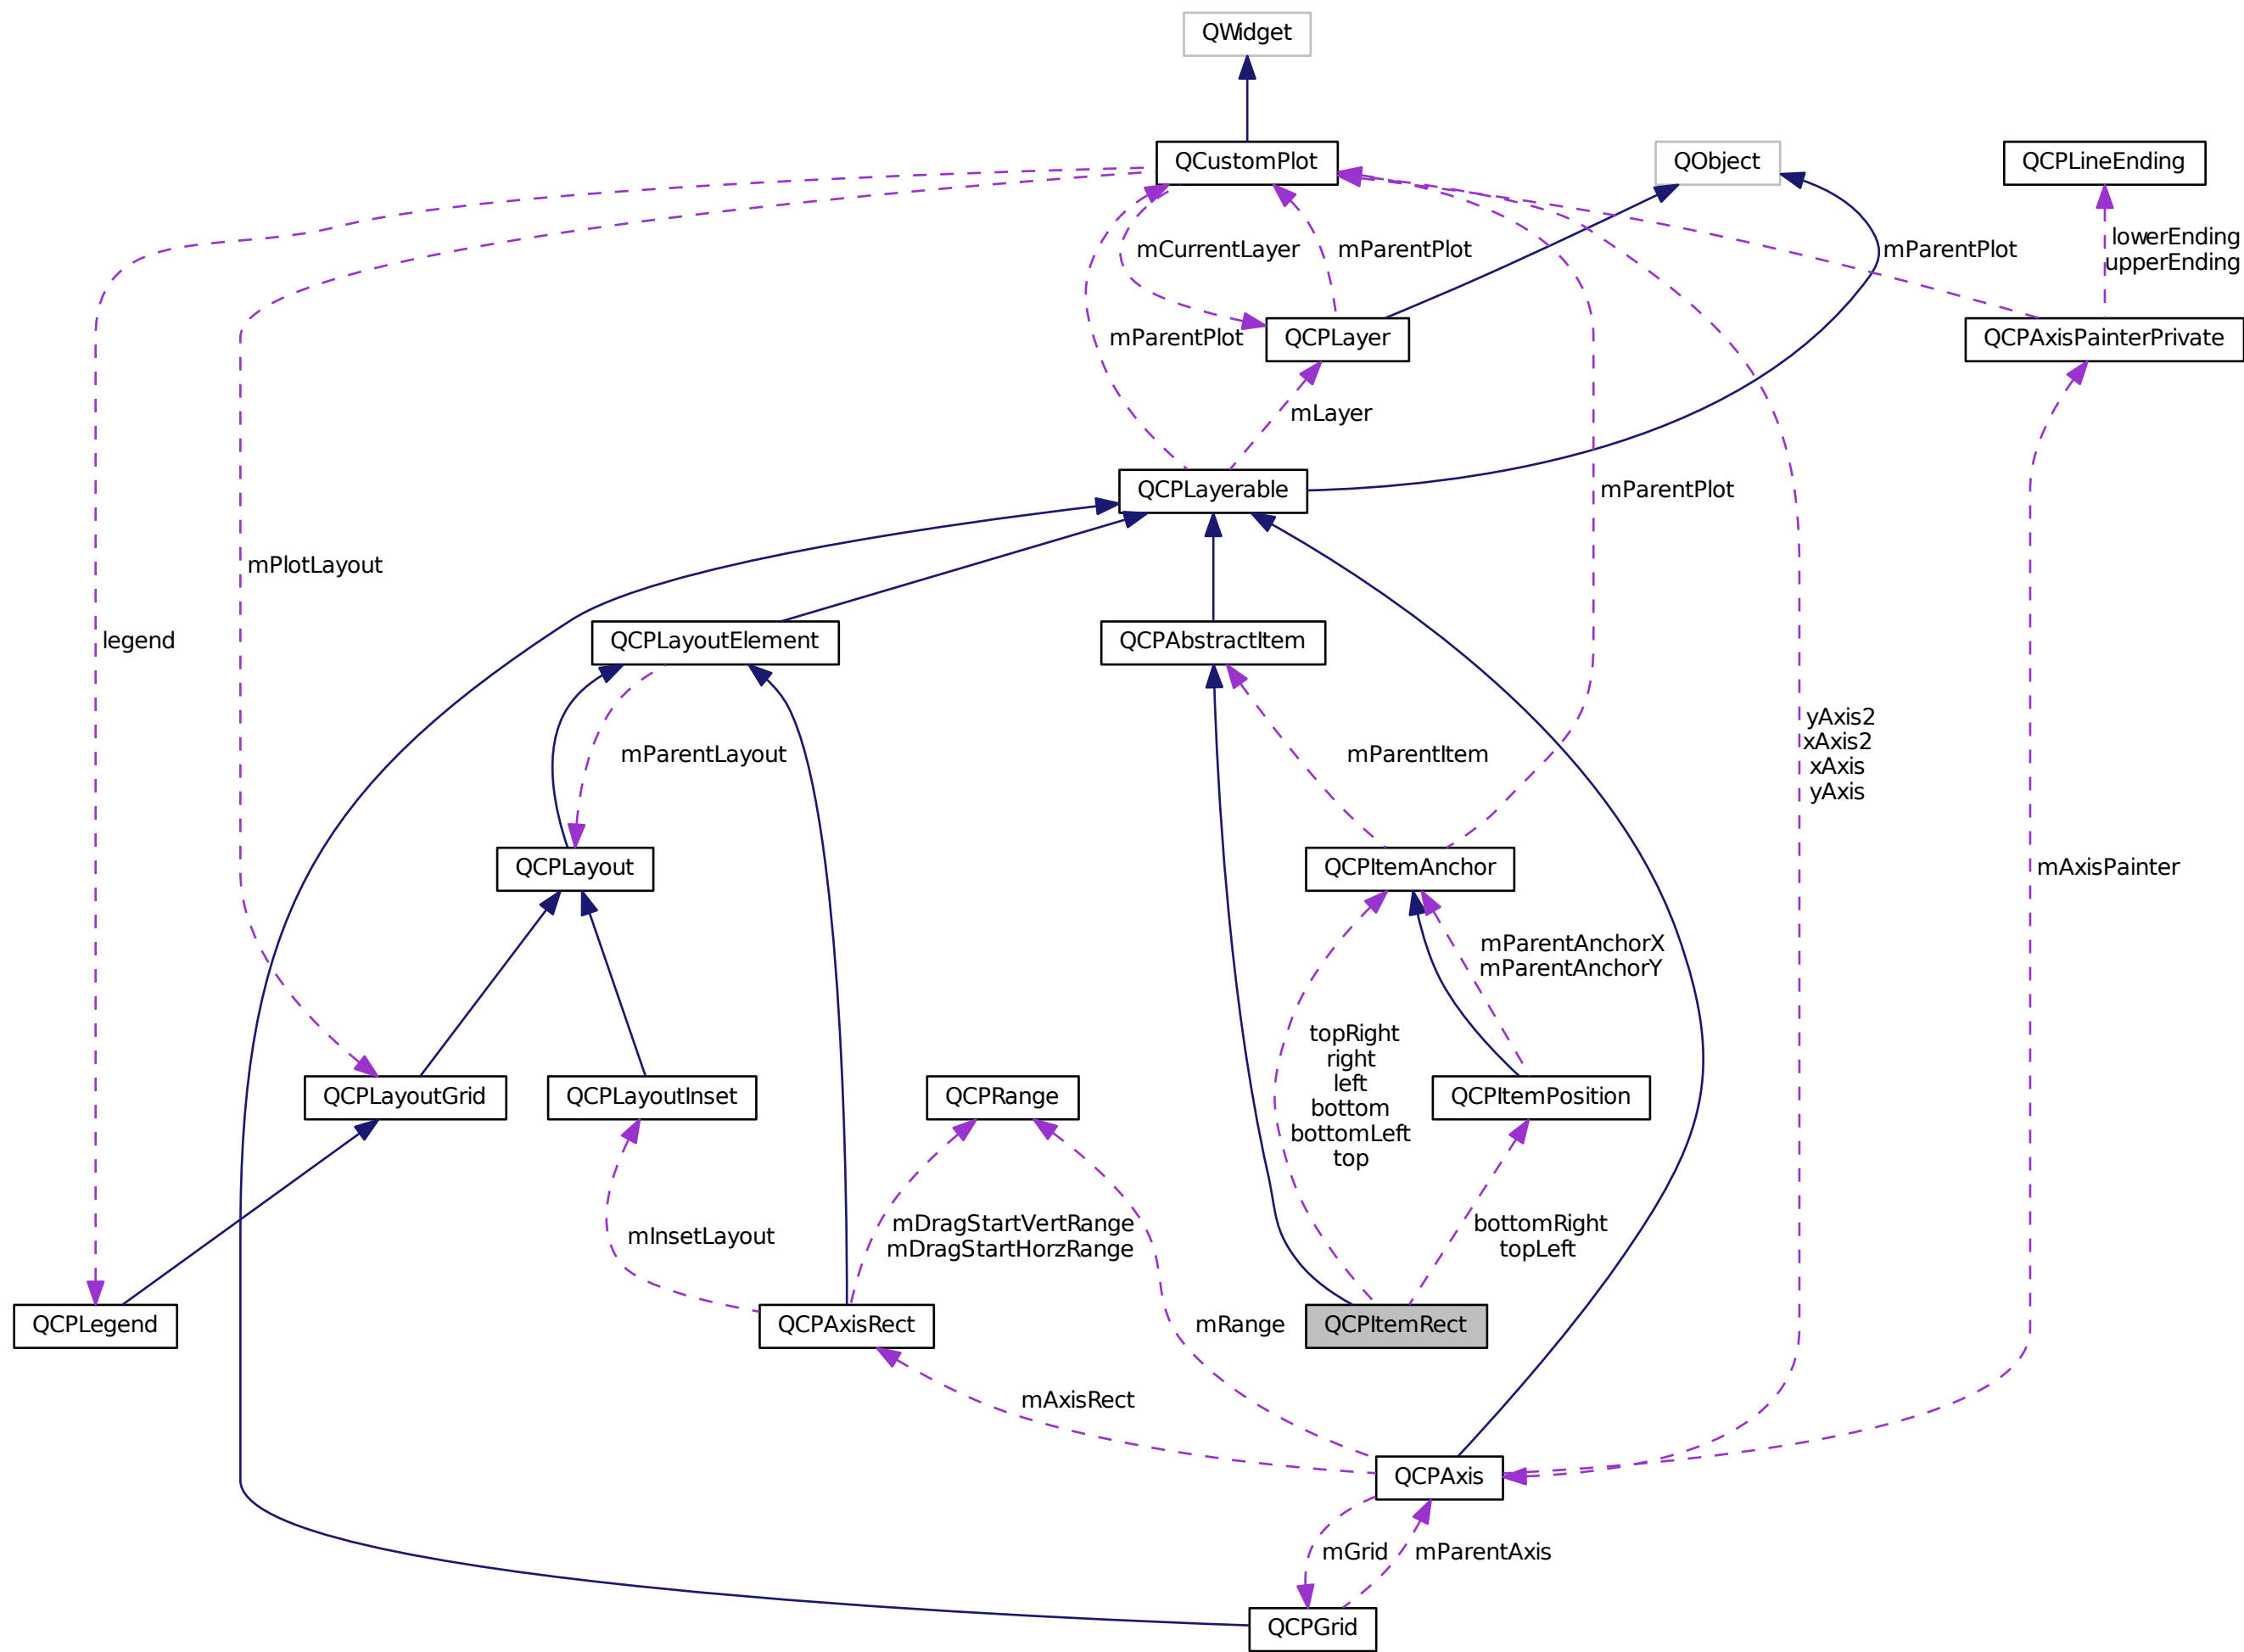 QWidget
QCustomPlot
QObject
QCPLineEnding
lowerEnding
upperEnding
mCurrentLayer
mParentPlot
mParentPlot
mParentPlot
QCPLayer
QCPAxisPainterPrivate
mLayer
QCPLayerable
mParentPlot
mPlotLayout
legend
QCPLayoutElement
QCPAbstractItem
yAxis2
xAxis2
xAxis
yAxis
mParentLayout
mParentItem
QCPLayout
QCPItemAnchor
mAxisPainter
mParentAnchorX
mParentAnchorY
topRight
right
left
bottom
bottomLeft
top
QCPLayoutGrid
QCPLayoutInset
QCPRange
QCPItemPosition
mInsetLayout
mDragStartVertRange
mDragStartHorzRange
bottomRight
topLeft
QCPLegend
QCPAxisRect
mRange
QCPItemRect
mAxisRect
QCPAxis
mGrid
mParentAxis
QCPGrid